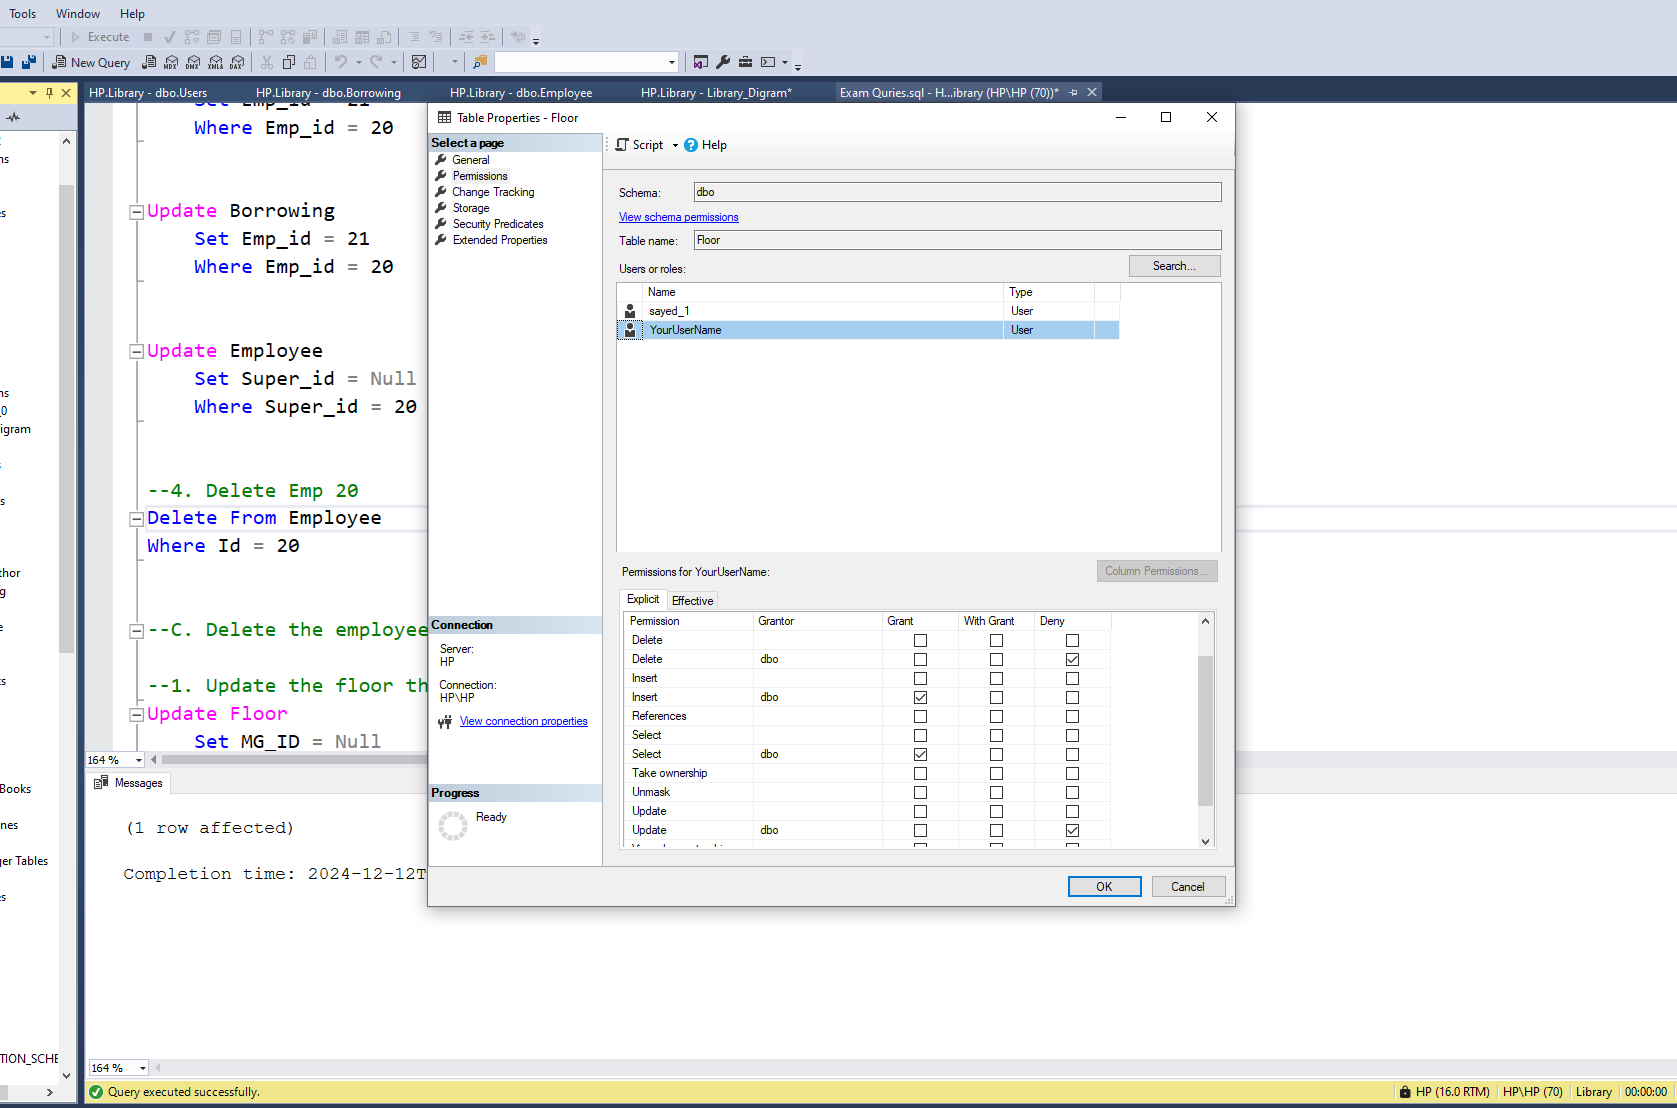 Tools Window Help
Execute
New Query
MDX DMX XMLA DAX
HP.Library - dbo.Users HP.Library - dbo.Borrowing HP.Library - dbo.Employee HP.Library - Library_Digram* Exam Quries.sql - H...ibrary (HP\HP (70))*
Set Emp_id = 21
Where Emp_id = 20
Update Borrowing
Set Emp_id = 21
Where Emp_id = 20
Update Employee
Set Super_id = Null
Where Super_id = 20
--4. Delete Emp 20
Delete From Employee
Where Id = 20
--C. Delete the employee
--1. Update the floor th
Update Floor
Set MG_ID = Null
164 %
Messages
(1 row affected)
Completion time: 2024-12-12T
164 %
ns
es
ns
_0
igram
s
thor
g
e
ts
Books
nes
er Tables
es
TION_SCHE
Table Properties - Floor
Select a page
General
Permissions
Change Tracking
Storage
Security Predicates
Extended Properties
Connection
Server:
HP
Connection:
HP\HP
View connection properties
Progress
Ready
Script Help
Schema: dbo
View schema permissions
Table name: Floor
Users or roles: Search...
Name Type
sayed_1 User
YourUserName User
Permissions for YourUserName: Column Permissions...
Explicit Effective
Permission Grantor Grant With Grant Deny
Delete
Delete dbo
Insert
Insert dbo
References
Select
Select dbo
Take ownership
Unmask
Update
Update dbo
OK Cancel
Query executed successfully. HP (16.0 RTM) HP\HP (70) Library 00:00:00